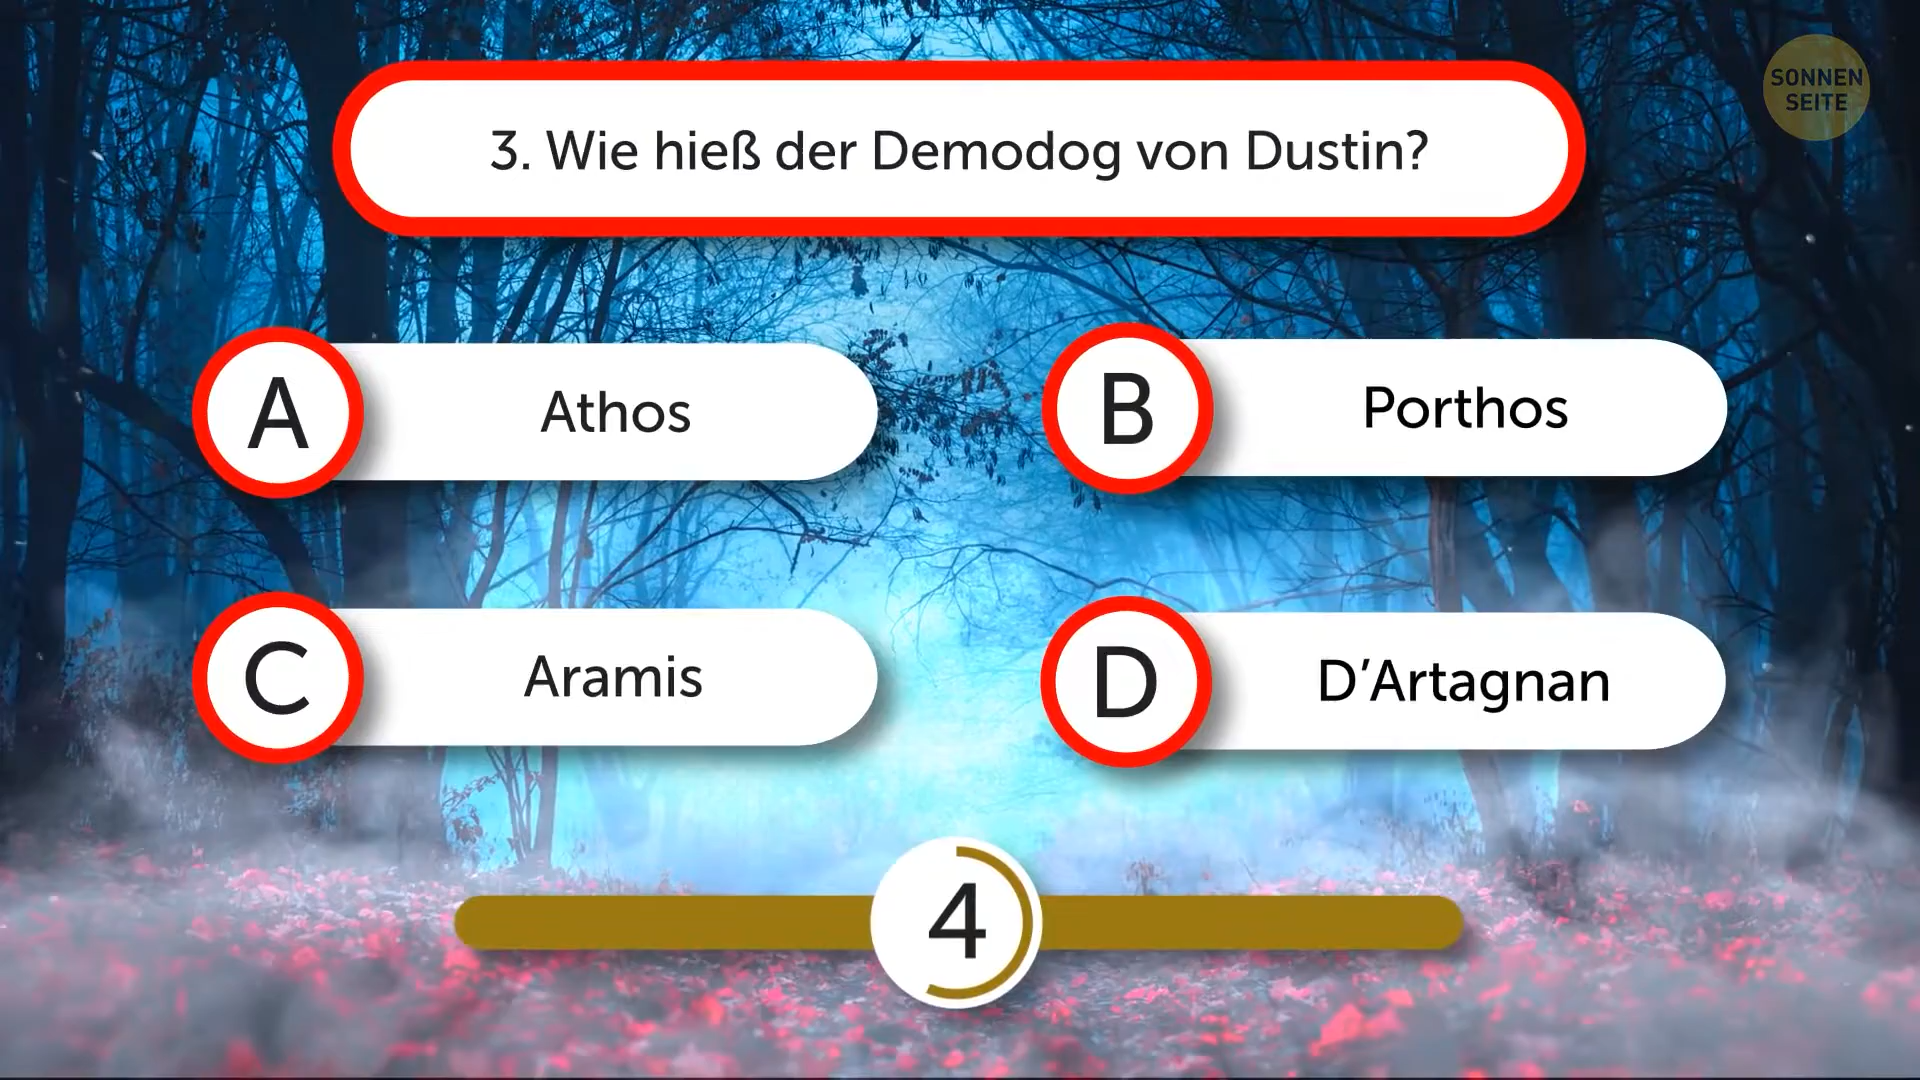 SONNEN
SEITE
3. Wie hieß der Demodog von Dustin?
A
Athos
B
Porthos
C
Aramis
D
D’Artagnan
4